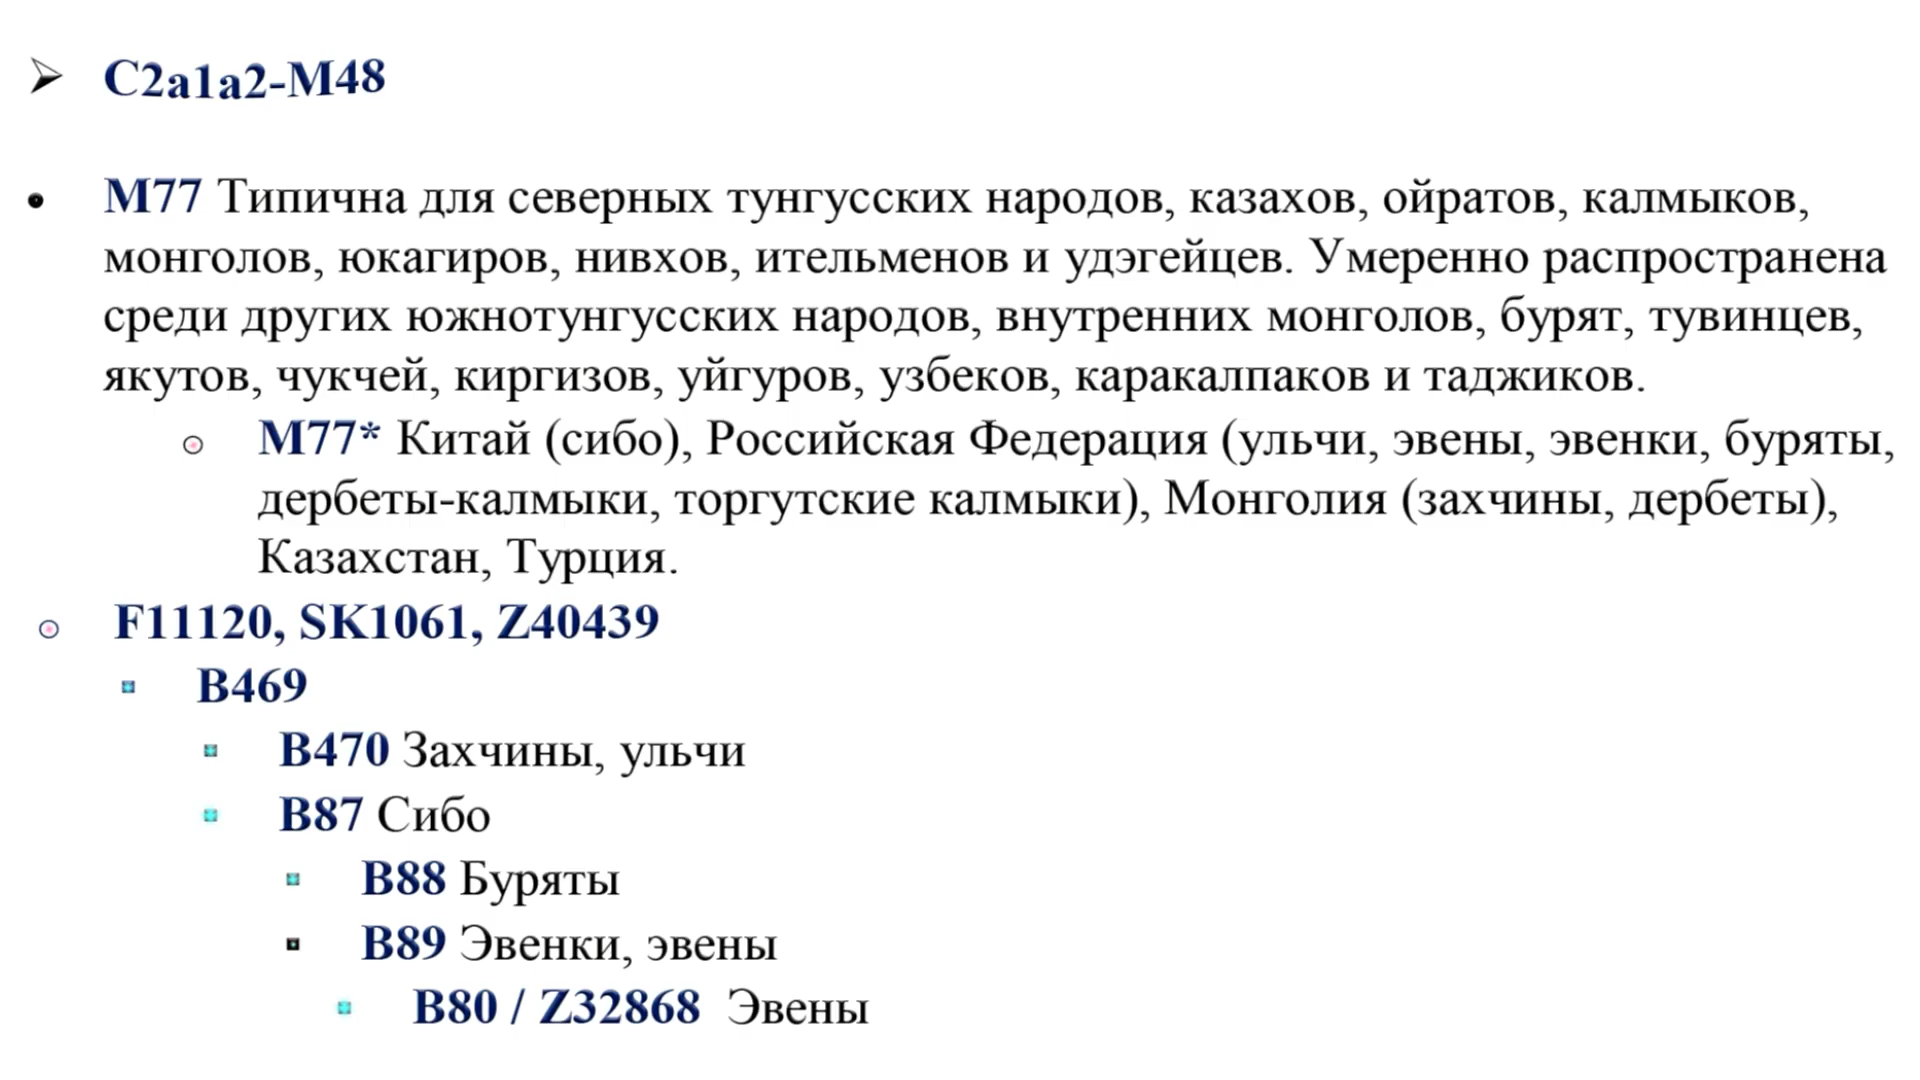 C2a1a2-M48
M77 Типична для северных тунгусских народов, казахов, ойратов, калмыков,
монголов, юкагиров, нивхов, ительменов и удэгейцев. Умеренно распространена
среди других южнотунгусских народов, внутренних монголов, бурят, тувинцев,
якутов, чукчей, киргизов, уйгуров, узбеков, каракалпаков и таджиков.
M77* Китай (сибо), Российская Федерация (ульчи, эвены, эвенки, буряты,
дербеты-калмыки, торгутские калмыки), Монголия (захчины, дербеты),
Казахстан, Турция.
F11120, SK1061, Z40439
B469
B470 Захчины, ульчи
B87 Сибо
B88 Буряты
B89 Эвенки, эвены
B80 / Z32868 Эвены